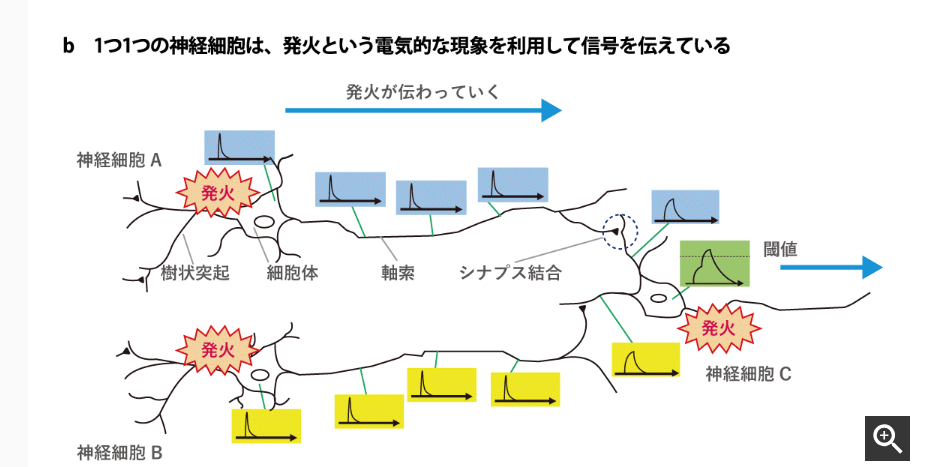 b 1つ1つの神経細胞は、発火という電気的な現象を利用して信号を伝えている
発火が伝わっていく
神経細胞 A
発火
樹状突起
細胞体
軸索
シナプス結合
閾値
発火
発火
神経細胞 C
神経細胞 B